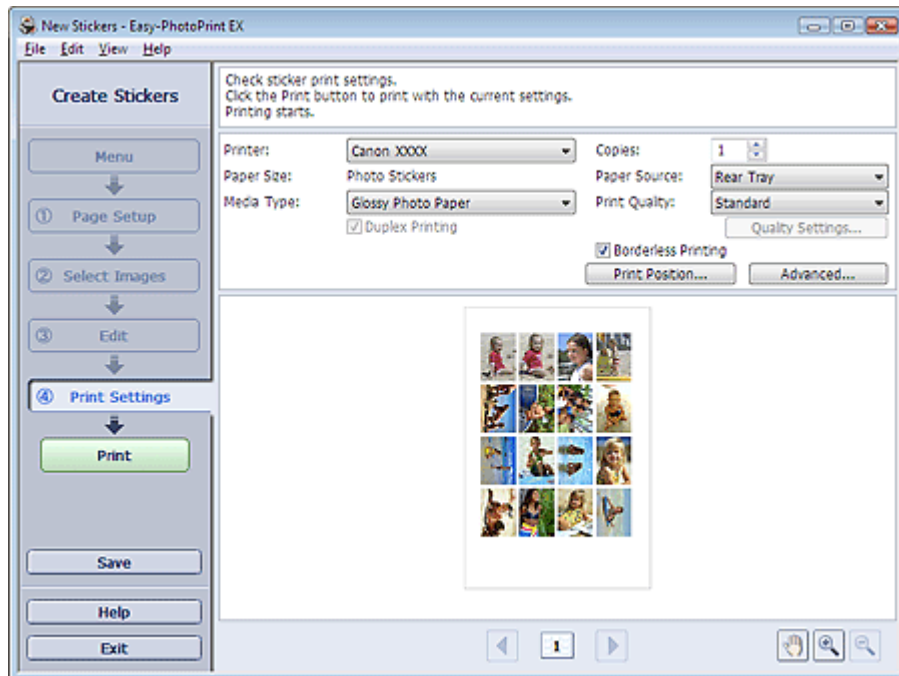 New Stickers - Easy-PhotoPrint EX
File Edit View Help
Create Stickers
Menu
① Page Setup
② Select Images
③ Edit
④ Print Settings
Print
Save
Help
Exit
Check sticker print settings.
Click the Print button to print with the current settings.
Printing starts.
Printer: Canon XXXX Copies: 1
Paper Size: Photo Stickers Paper Source: Rear Tray
Media Type: Glossy Photo Paper Print Quality: Standard
Duplex Printing Quality Settings...
Borderless Printing
Print Position... Advanced...
1